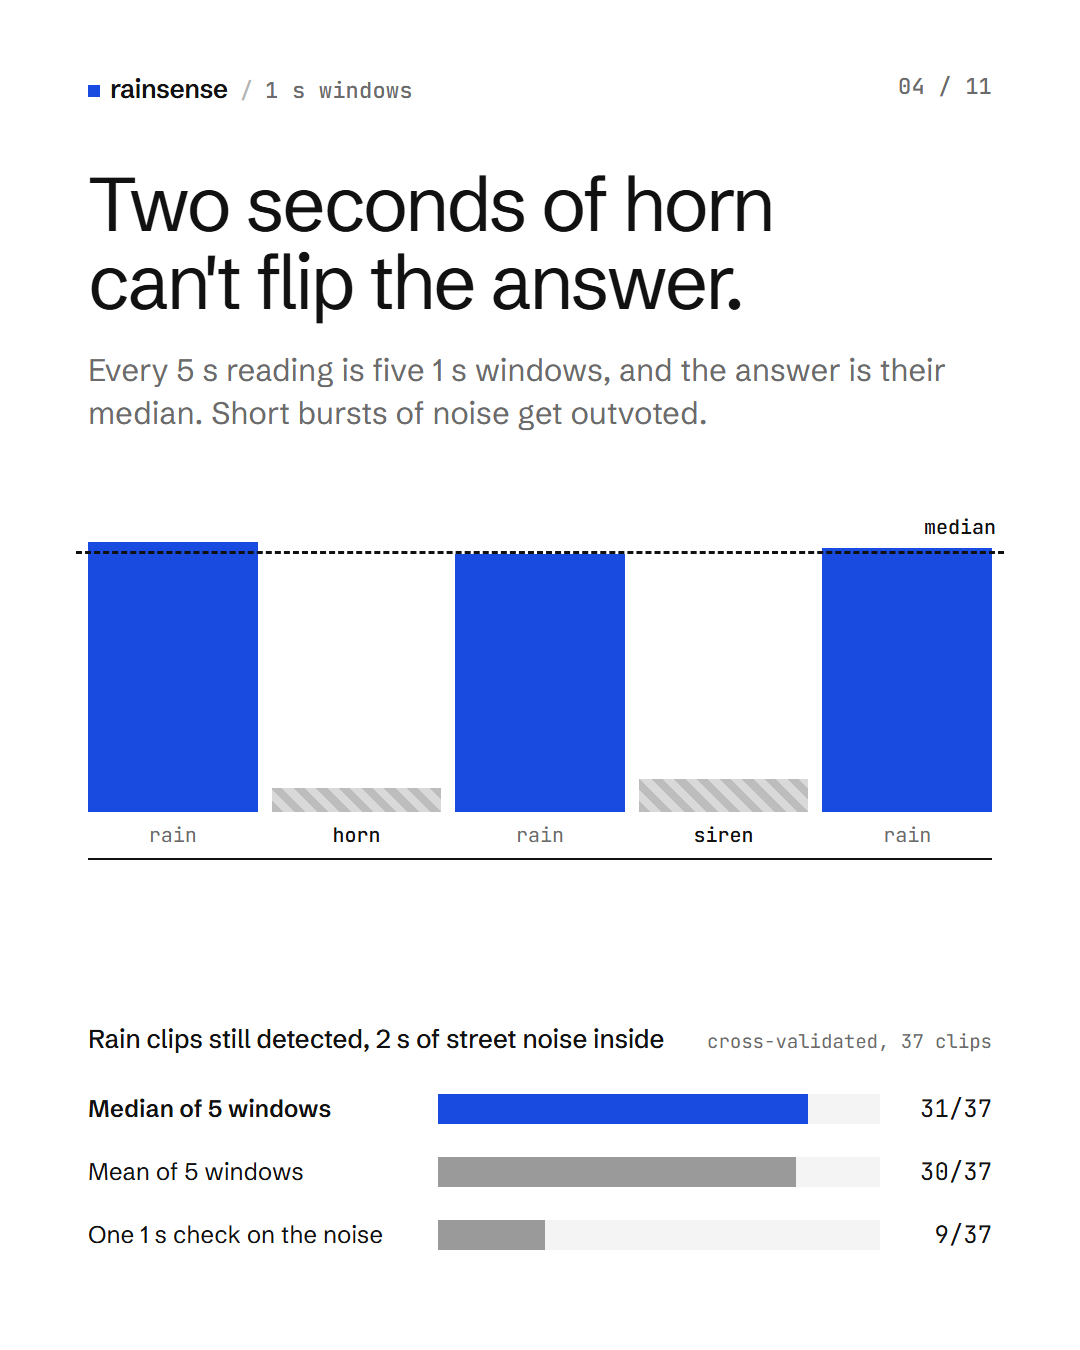 rainsense / 1 s windows
04 / 11
Two seconds of horn
can't flip the answer.
Every 5 s reading is five 1 s windows, and the answer is their
median. Short bursts of noise get outvoted.
median
rain
horn
rain
siren
rain
Rain clips still detected, 2 s of street noise inside
cross-validated, 37 clips
Median of 5 windows
31/37
Mean of 5 windows
30/37
One 1 s check on the noise
9/37